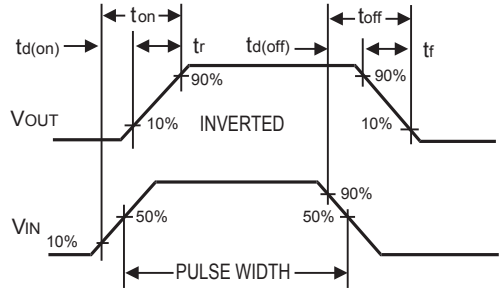 ton toff
td(on) tr td(off) tf
90% 90%
VOUT 10% INVERTED 10%
90%
50% 50%
VIN
10%
PULSE WIDTH